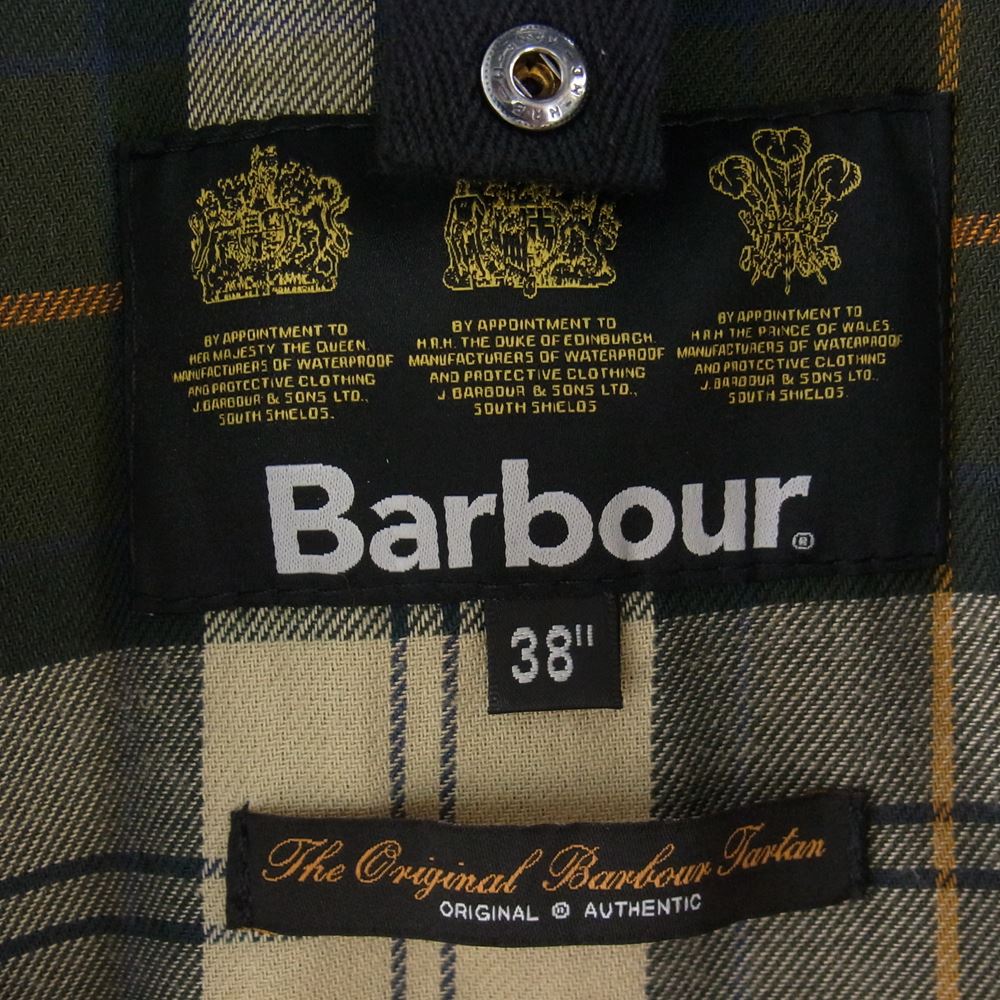 BY APPOINTMENT TO
HER MAJESTY THE QUEEN
MANUFACTURERS OF WATERPROOF
AND PROTECTIVE CLOTHING
J. BARBOUR & SONS LTD.,
SOUTH SHIELDS.
BY APPOINTMENT TO
H.R.H. THE DUKE OF EDINBURGH.
MANUFACTURERS OF WATERPROOF
AND PROTECTIVE CLOTHING
J. BARBOUR & SONS LTD.,
SOUTH SHIELDS
BY APPOINTMENT TO
H.R.H THE PRINCE OF WALES.
MANUFACTURERS OF WATERPROOF
AND PROTECTIVE CLOTHING
J. BARBOUR & SONS LTD.,
SOUTH SHIELDS
Barbour®
38"
The Original Barbour Tartan
ORIGINAL ® AUTHENTIC